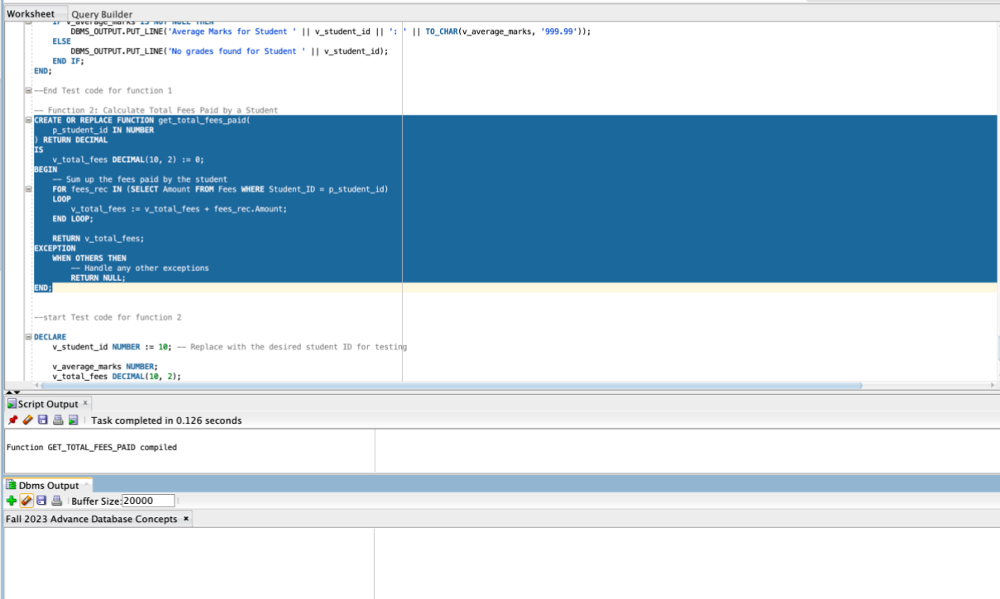 Worksheet Query Builder
IF v_average_marks IS NOT NULL THEN
DBMS_OUTPUT.PUT_LINE('Average Marks for Student ' || v_student_id || ': ' || TO_CHAR(v_average_marks, '999.99'));
ELSE
DBMS_OUTPUT.PUT_LINE('No grades found for Student ' || v_student_id);
END IF;
END;
--End Test code for function 1
-- Function 2: Calculate Total Fees Paid by a Student
CREATE OR REPLACE FUNCTION get_total_fees_paid(
p_student_id IN NUMBER
) RETURN DECIMAL
IS
v_total_fees DECIMAL(10, 2) := 0;
BEGIN
-- Sum up the fees paid by the student
FOR fees_rec IN (SELECT Amount FROM Fees WHERE Student_ID = p_student_id)
LOOP
v_total_fees := v_total_fees + fees_rec.Amount;
END LOOP;
RETURN v_total_fees;
EXCEPTION
WHEN OTHERS THEN
-- Handle any other exceptions
RETURN NULL;
END;
--start Test code for function 2
DECLARE
v_student_id NUMBER := 10; -- Replace with the desired student ID for testing
v_average_marks NUMBER;
v_total_fees DECIMAL(10, 2);
Script Output
Task completed in 0.126 seconds
Function GET_TOTAL_FEES_PAID compiled
Dbms Output
Buffer Size: 20000
Fall 2023 Advance Database Concepts